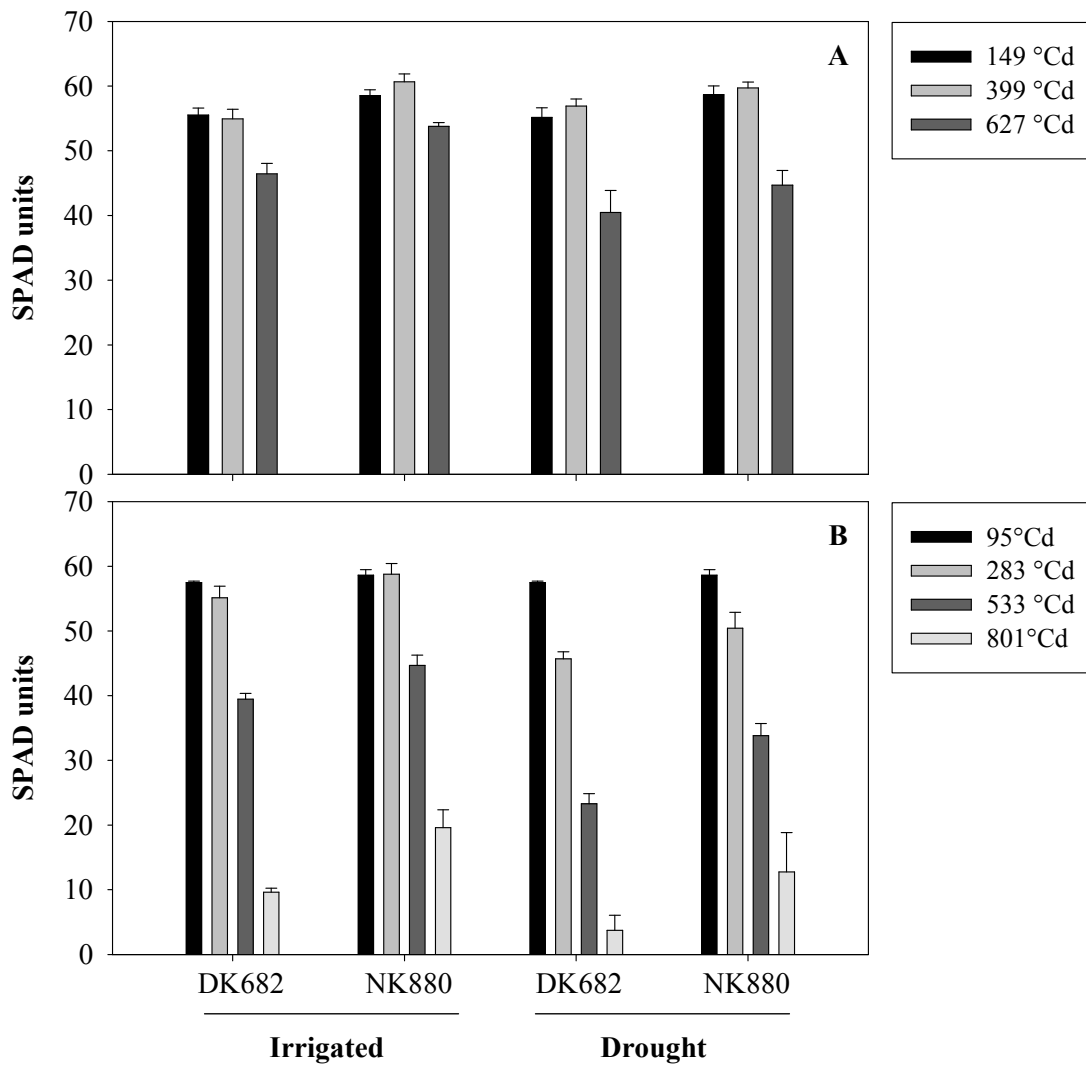 A
SPAD units
70
60
50
40
30
20
10
0
149 °Cd
399 °Cd
627 °Cd
B
SPAD units
70
60
50
40
30
20
10
0
95°Cd
283 °Cd
533 °Cd
801°Cd
DK682 NK880 DK682 NK880
Irrigated Drought